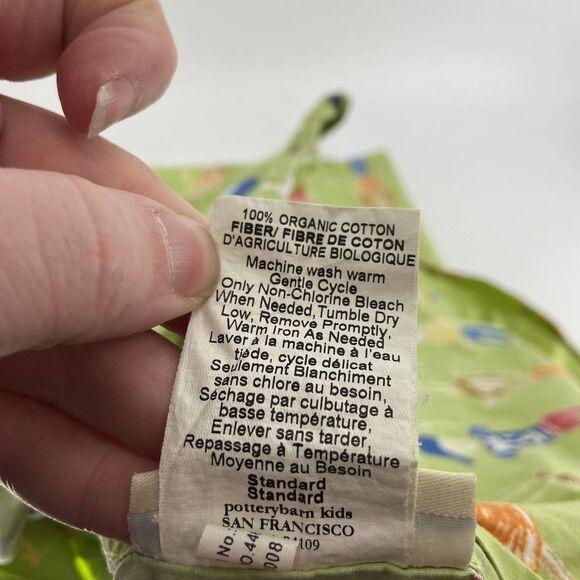 100% ORGANIC COTTON
FIBER/ FIBRE DE COTON
D'AGRICULTURE BIOLOGIQUE
Machine wash warm
Gentle Cycle
Only Non-Chlorine Bleach
When Needed, Tumble Dry
Low, Remove Promptly,
Warm Iron As Needed
Laver à la machine à l'eau
tiède, cycle délicat
Seulement Blanchiment
sans chlore au besoin,
Séchage par culbutage à
basse température,
Enlever sans tarder,
Repassage à Température
Moyenne au Besoin
Standard
Standard
potterybarn kids
SAN FRANCISCO
No.:
008